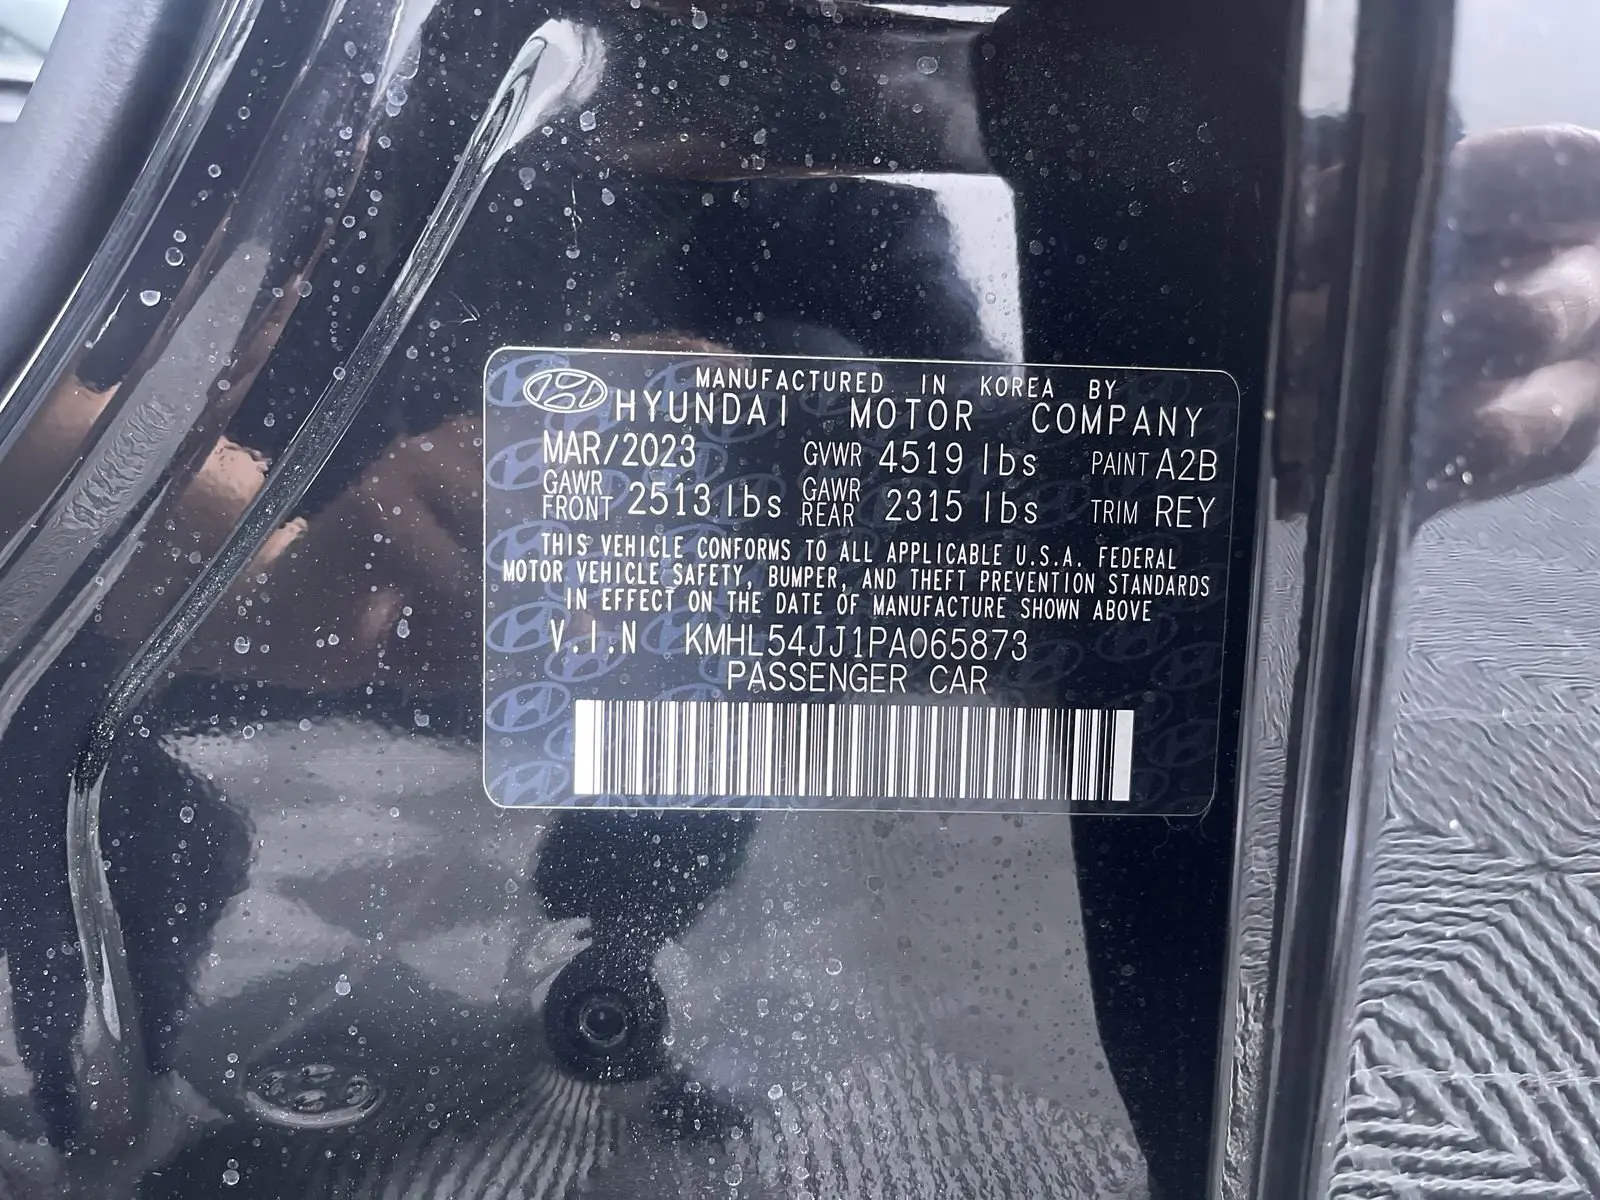 MANUFACTURED IN KOREA BY
HYUNDAI MOTOR COMPANY
MAR/2023 GVWR 4519 lbs PAINT A2B
GAWR FRONT 2513 lbs GAWR REAR 2315 lbs TRIM REY
THIS VEHICLE CONFORMS TO ALL APPLICABLE U.S.A. FEDERAL
MOTOR VEHICLE SAFETY, BUMPER, AND THEFT PREVENTION STANDARDS
IN EFFECT ON THE DATE OF MANUFACTURE SHOWN ABOVE
V.I.N KMHL54JJ1PA065873
PASSENGER CAR